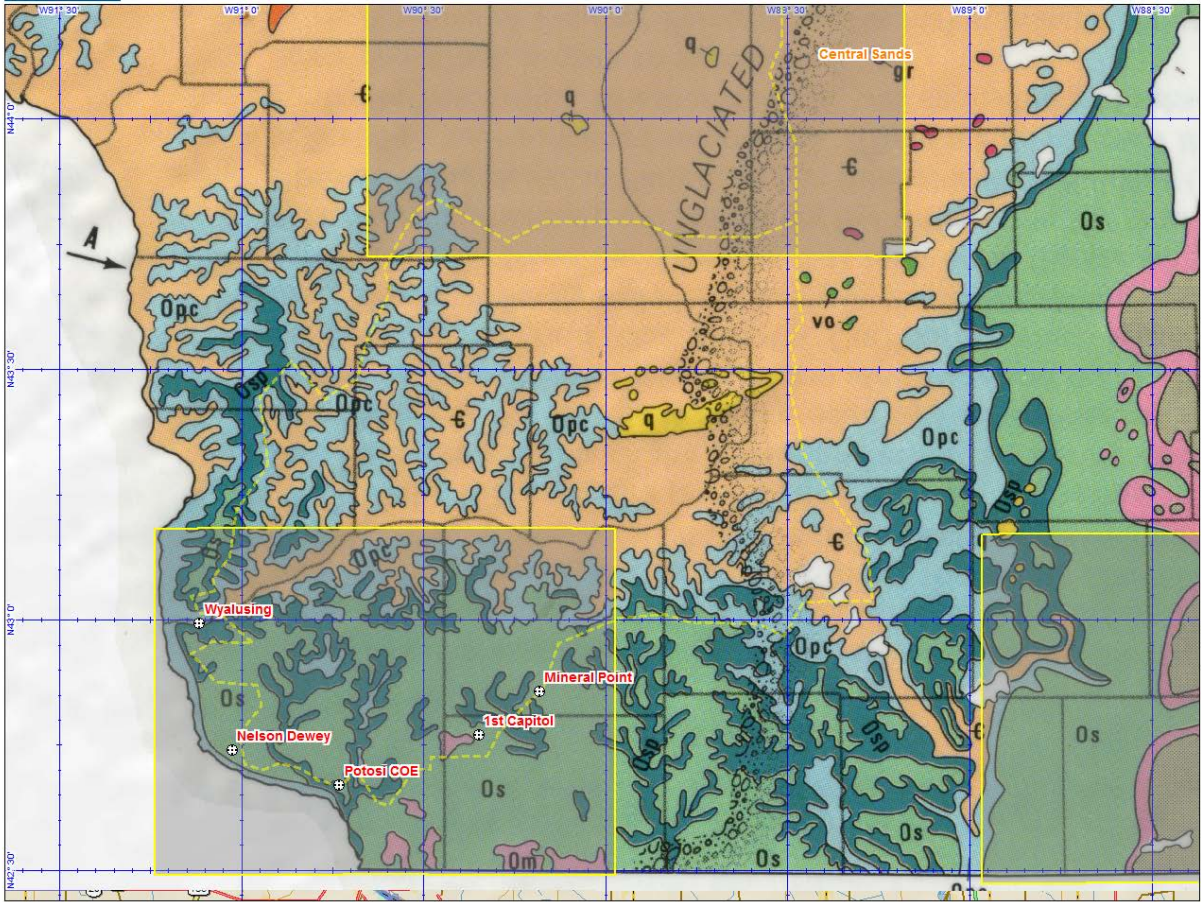 W91° 30'
W91° 0'
W90° 30'
W90° 0'
W89° 30'
W89° 0'
W88° 30'
Central Sands
q
gr
Є
q
N44° 0'
UNGLACIATED
Є
A
Os
Opc
vo
N43° 30'
Osp
Opc
Є
Opc
q
Opc
Osp
Є
Os
Opc
Wyalusing
N43° 0'
Opc
Mineral Point
Os
1st Capitol
Nelson Dewey
Osp
Osp
Є
Os
Potosi COE
Os
Os
Om
Os
N42° 30'